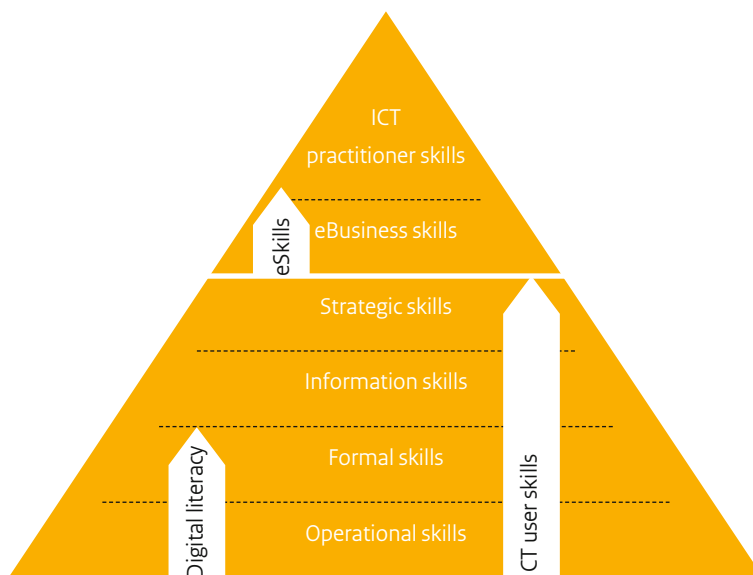 ICT
practitioner skills
eBusiness skills
eSkills
Strategic skills
Information skills
Formal skills
Digital literacy
CT user skills
Operational skills